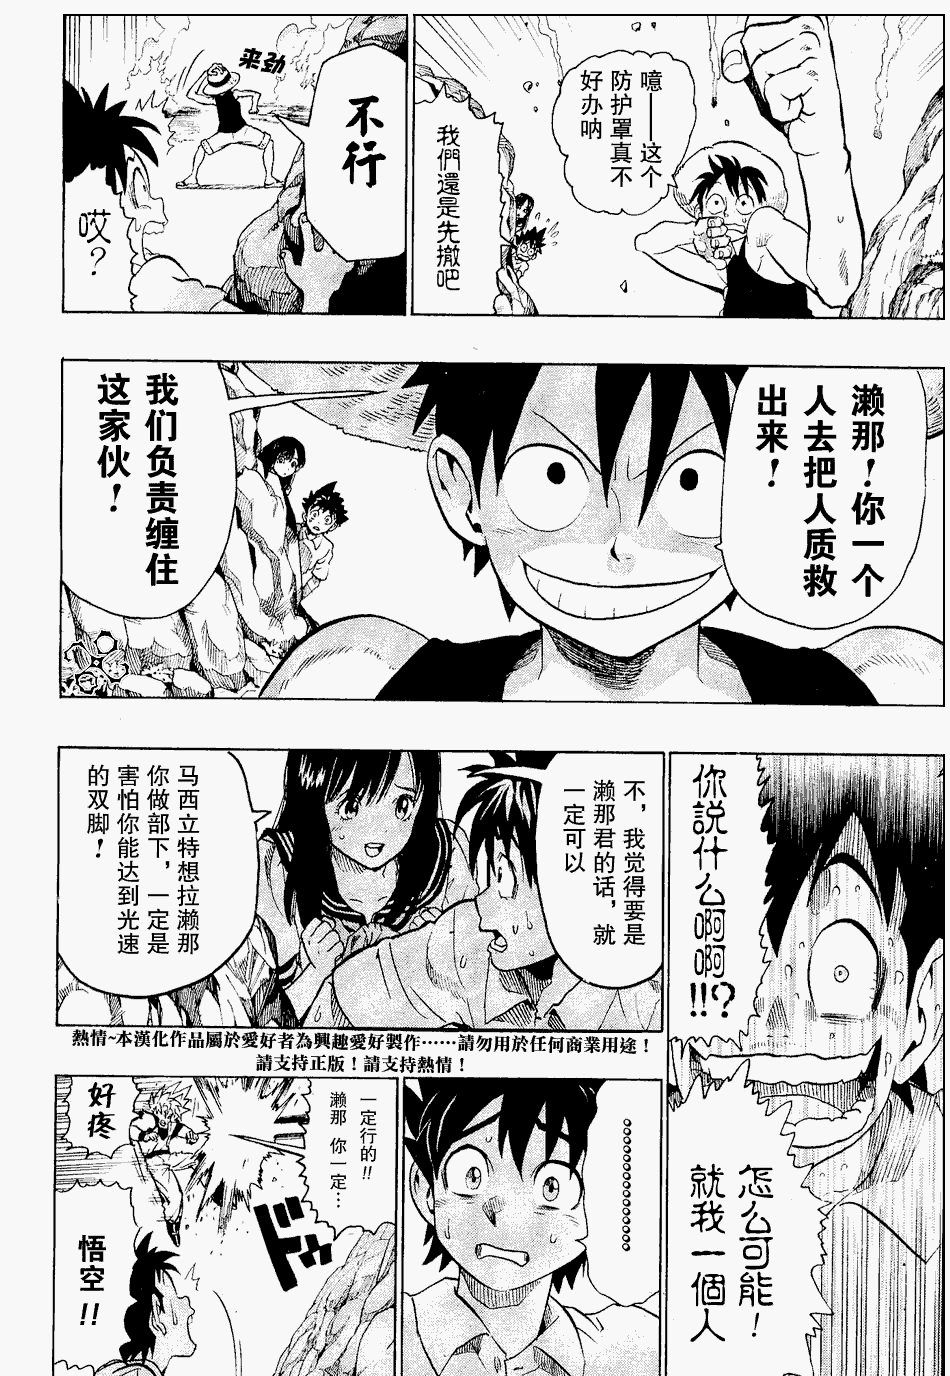 噫——这个
防护罩真不
好办呐
我們還是先撤吧
来劲
不行
哎？
濑那！你一个
人去把人质救
出来！
我们负责缠住
这家伙！
你說什么啊啊!!?
怎么可能！
就我一個人
不，我觉得要是
濑那君的话，就
一定可以
马西立特想拉濑那
你做部下，一定是
害怕你能达到光速
的双脚！
熱情~本漢化作品屬於愛好者為興趣愛好製作……請勿用於任何商業用途！
請支持正版！請支持熱情！
…………
一定行的!!
濑那 你一定…
好疼
ドゥ
悟空!!